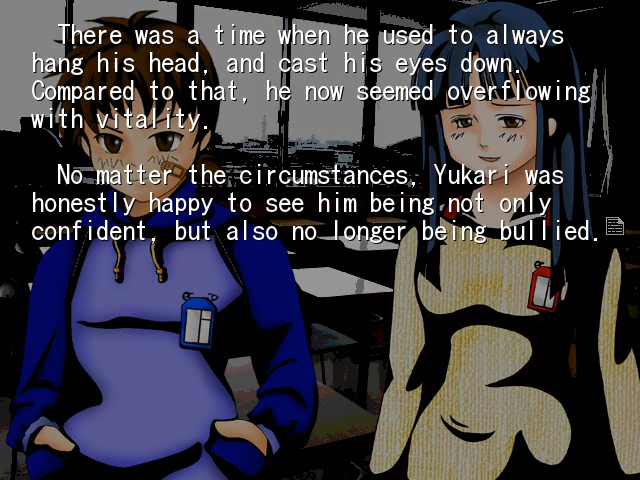 There was a time when he used to always
hang his head, and cast his eyes down.
Compared to that, he now seemed overflowing
with vitality.
No matter the circumstances, Yukari was
honestly happy to see him being not only
confident, but also no longer being bullied.